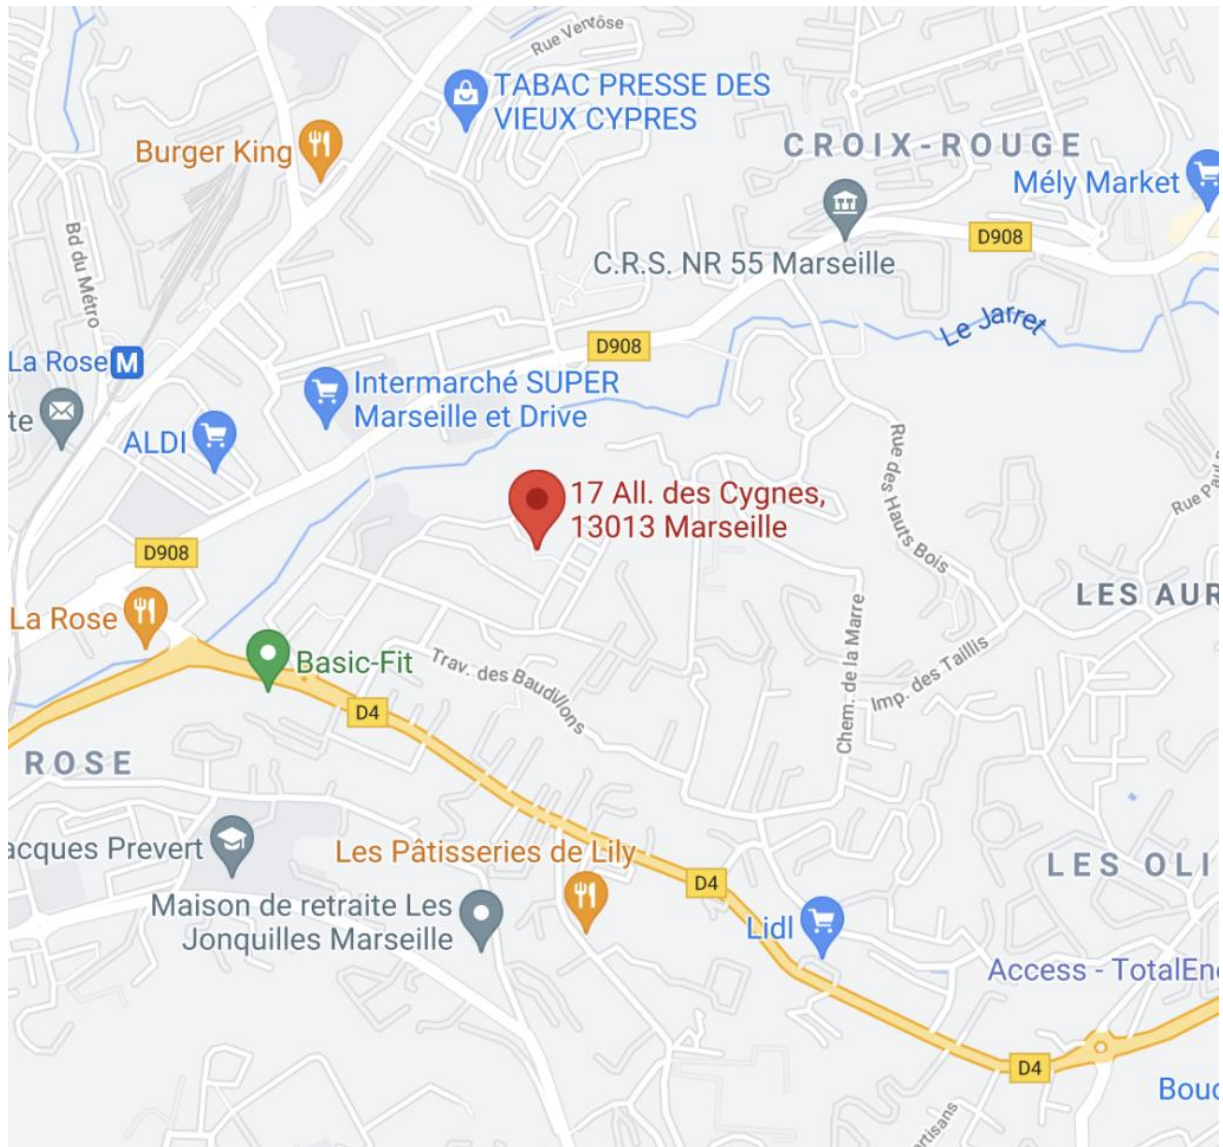 Rue Ventôse
TABAC PRESSE DES
VIEUX CYPRES
Burger King
CROIX-ROUGE
Mély Market
D908
C.R.S. NR 55 Marseille
Bd du Métro
Le Jarret
D908
La Rose M
Intermarché SUPER
Marseille et Drive
te
ALDI
Rue des Hauts Bois
17 All. des Cygnes,
13013 Marseille
Rue Paul
D908
LES AUR
La Rose
Chem. de la Marre
Basic-Fit
Trav. des Baudillons
Imp. des Taillis
D4
ROSE
acques Prevert
Les Pâtisseries de Lily
LES OLI
D4
Maison de retraite Les
Jonquilles Marseille
Lidl
Access - TotalEne
D4
Bouc
artisans